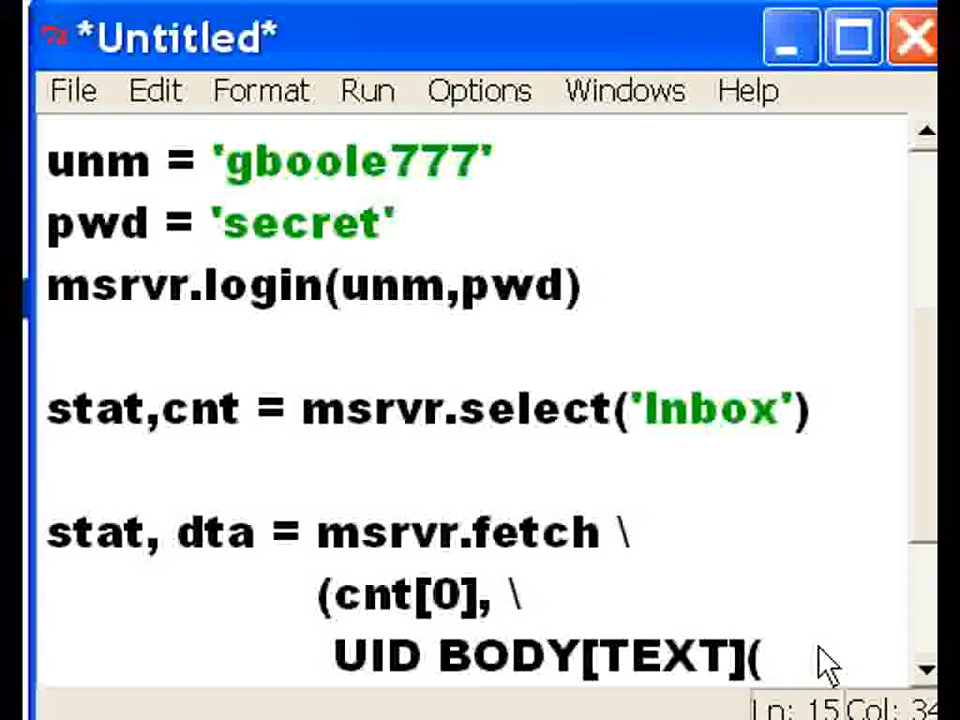 *Untitled*
File Edit Format Run Options Windows Help
unm = 'gboole777'
pwd = 'secret'
msrvr.login(unm,pwd)
stat,cnt = msrvr.select('Inbox')
stat, dta = msrvr.fetch \
(cnt[0], \
UID BODY[TEXT](
Ln: 15 Col: 34